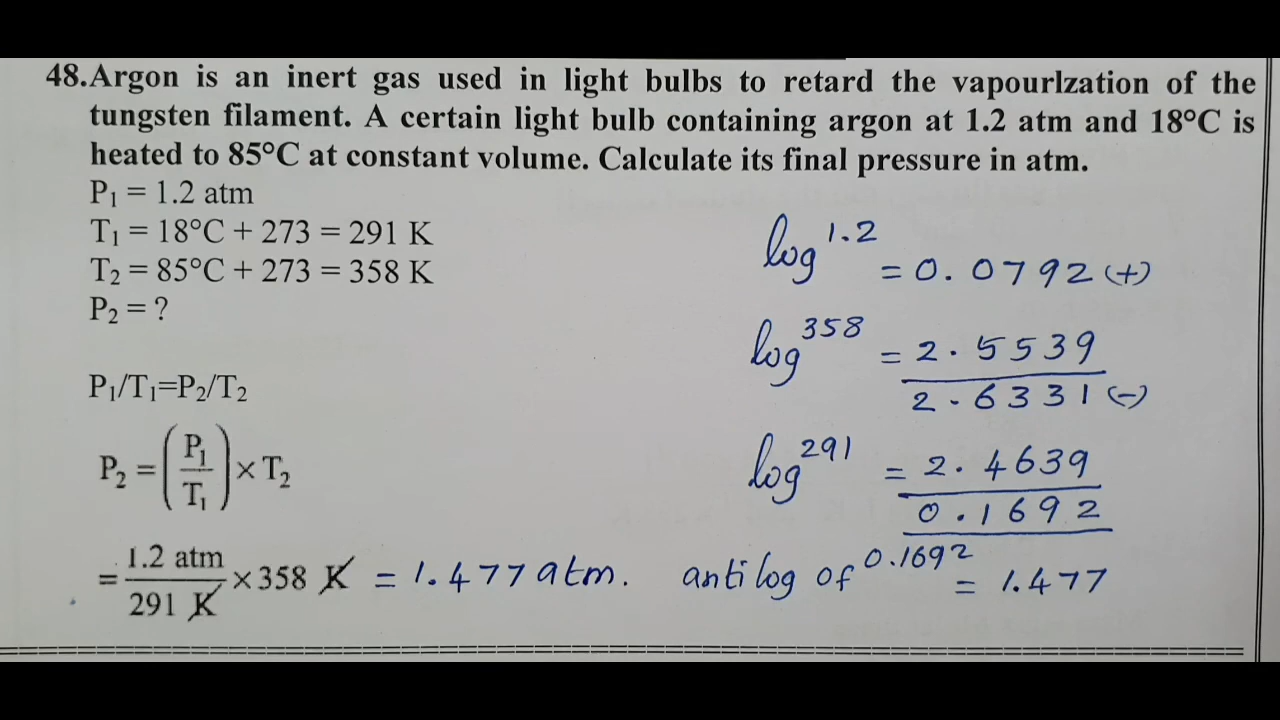 48.Argon is an inert gas used in light bulbs to retard the vapourlzation of the
tungsten filament. A certain light bulb containing argon at 1.2 atm and 18°C is
heated to 85°C at constant volume. Calculate its final pressure in atm.
P₁ = 1.2 atm
T₁ = 18°C + 273 = 291 K
T₂ = 85°C + 273 = 358 K
P₂ = ?
P₁/T₁=P₂/T₂
P₂ = (P₁/T₁) × T₂
= 1.2 atm/291 K × 358 K = 1.477 atm.
log 1.2 = 0.0792 (+)
log 358 = 2.5539
2.6331 (-)
log 291 = 2.4639
0.1692
antilog of 0.1692 = 1.477